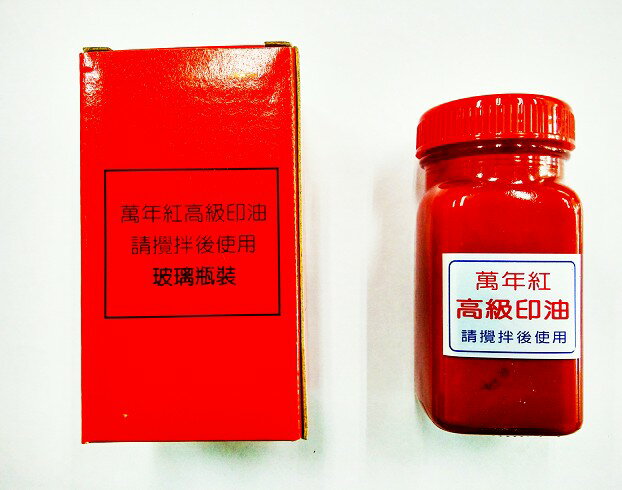 萬年紅高級印油
請攪拌後使用
玻璃瓶裝
萬年紅
高級印油
請攪拌後使用